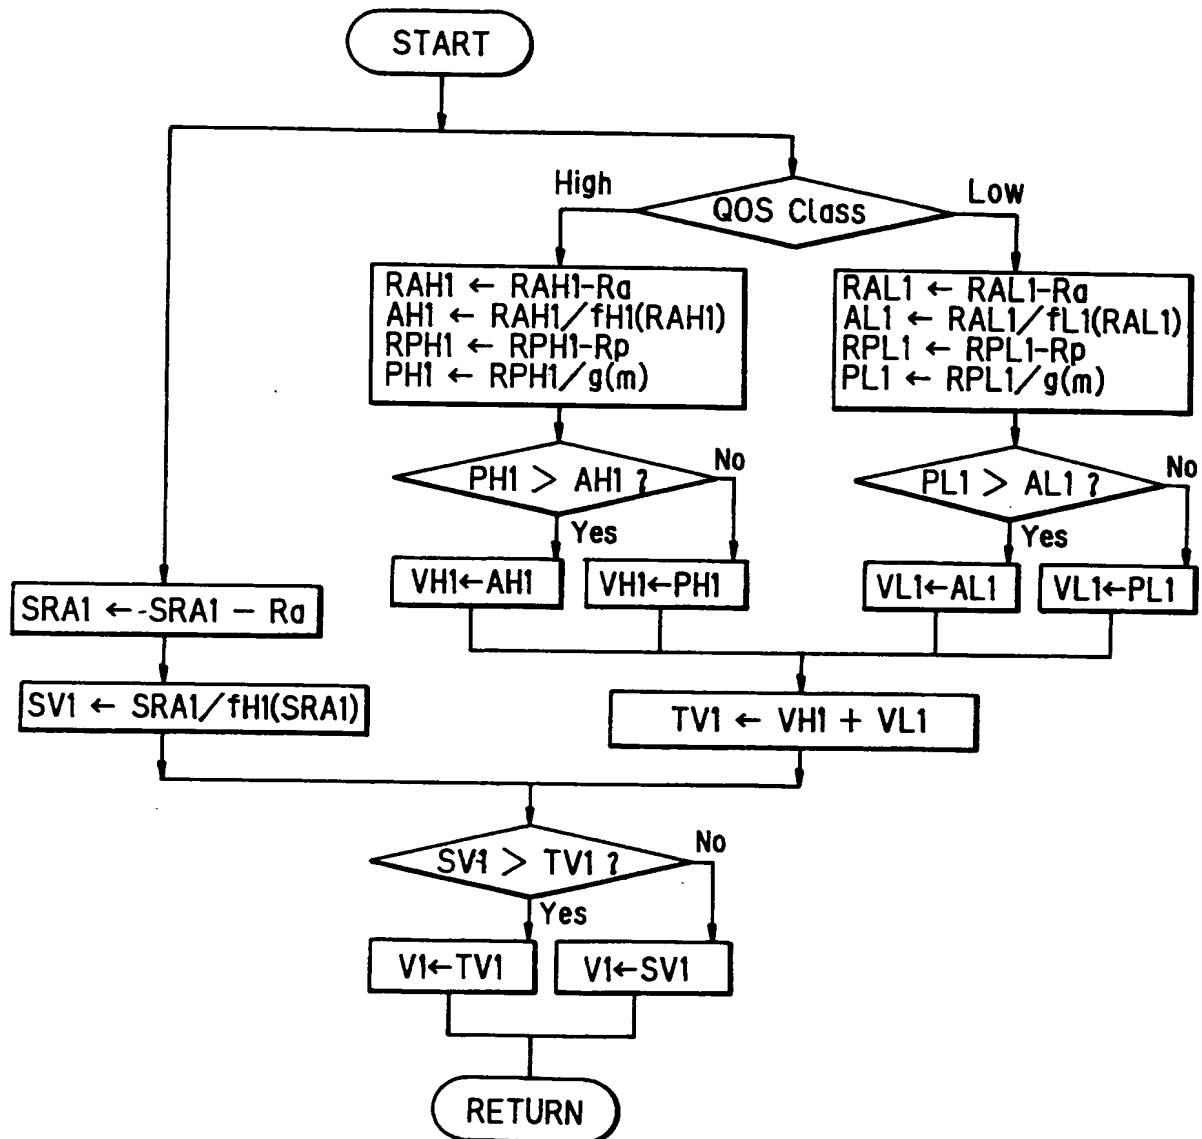 START
High
QOS Class
Low
RAH1 ← RAH1-Ra
AH1 ← RAH1/fH1(RAH1)
RPH1 ← RPH1-Rp
PH1 ← RPH1/g(m)
RAL1 ← RAL1-Ra
AL1 ← RAL1/fL1(RAL1)
RPL1 ← RPL1-Rp
PL1 ← RPL1/g(m)
PH1 > AH1 ?
No
Yes
PL1 > AL1 ?
No
Yes
VH1←AH1
VH1←PH1
VL1←AL1
VL1←PL1
SRA1 ← SRA1 − Ra
SV1 ← SRA1/fH1(SRA1)
TV1 ← VH1 + VL1
SV1 > TV1 ?
No
Yes
V1←TV1
V1←SV1
RETURN